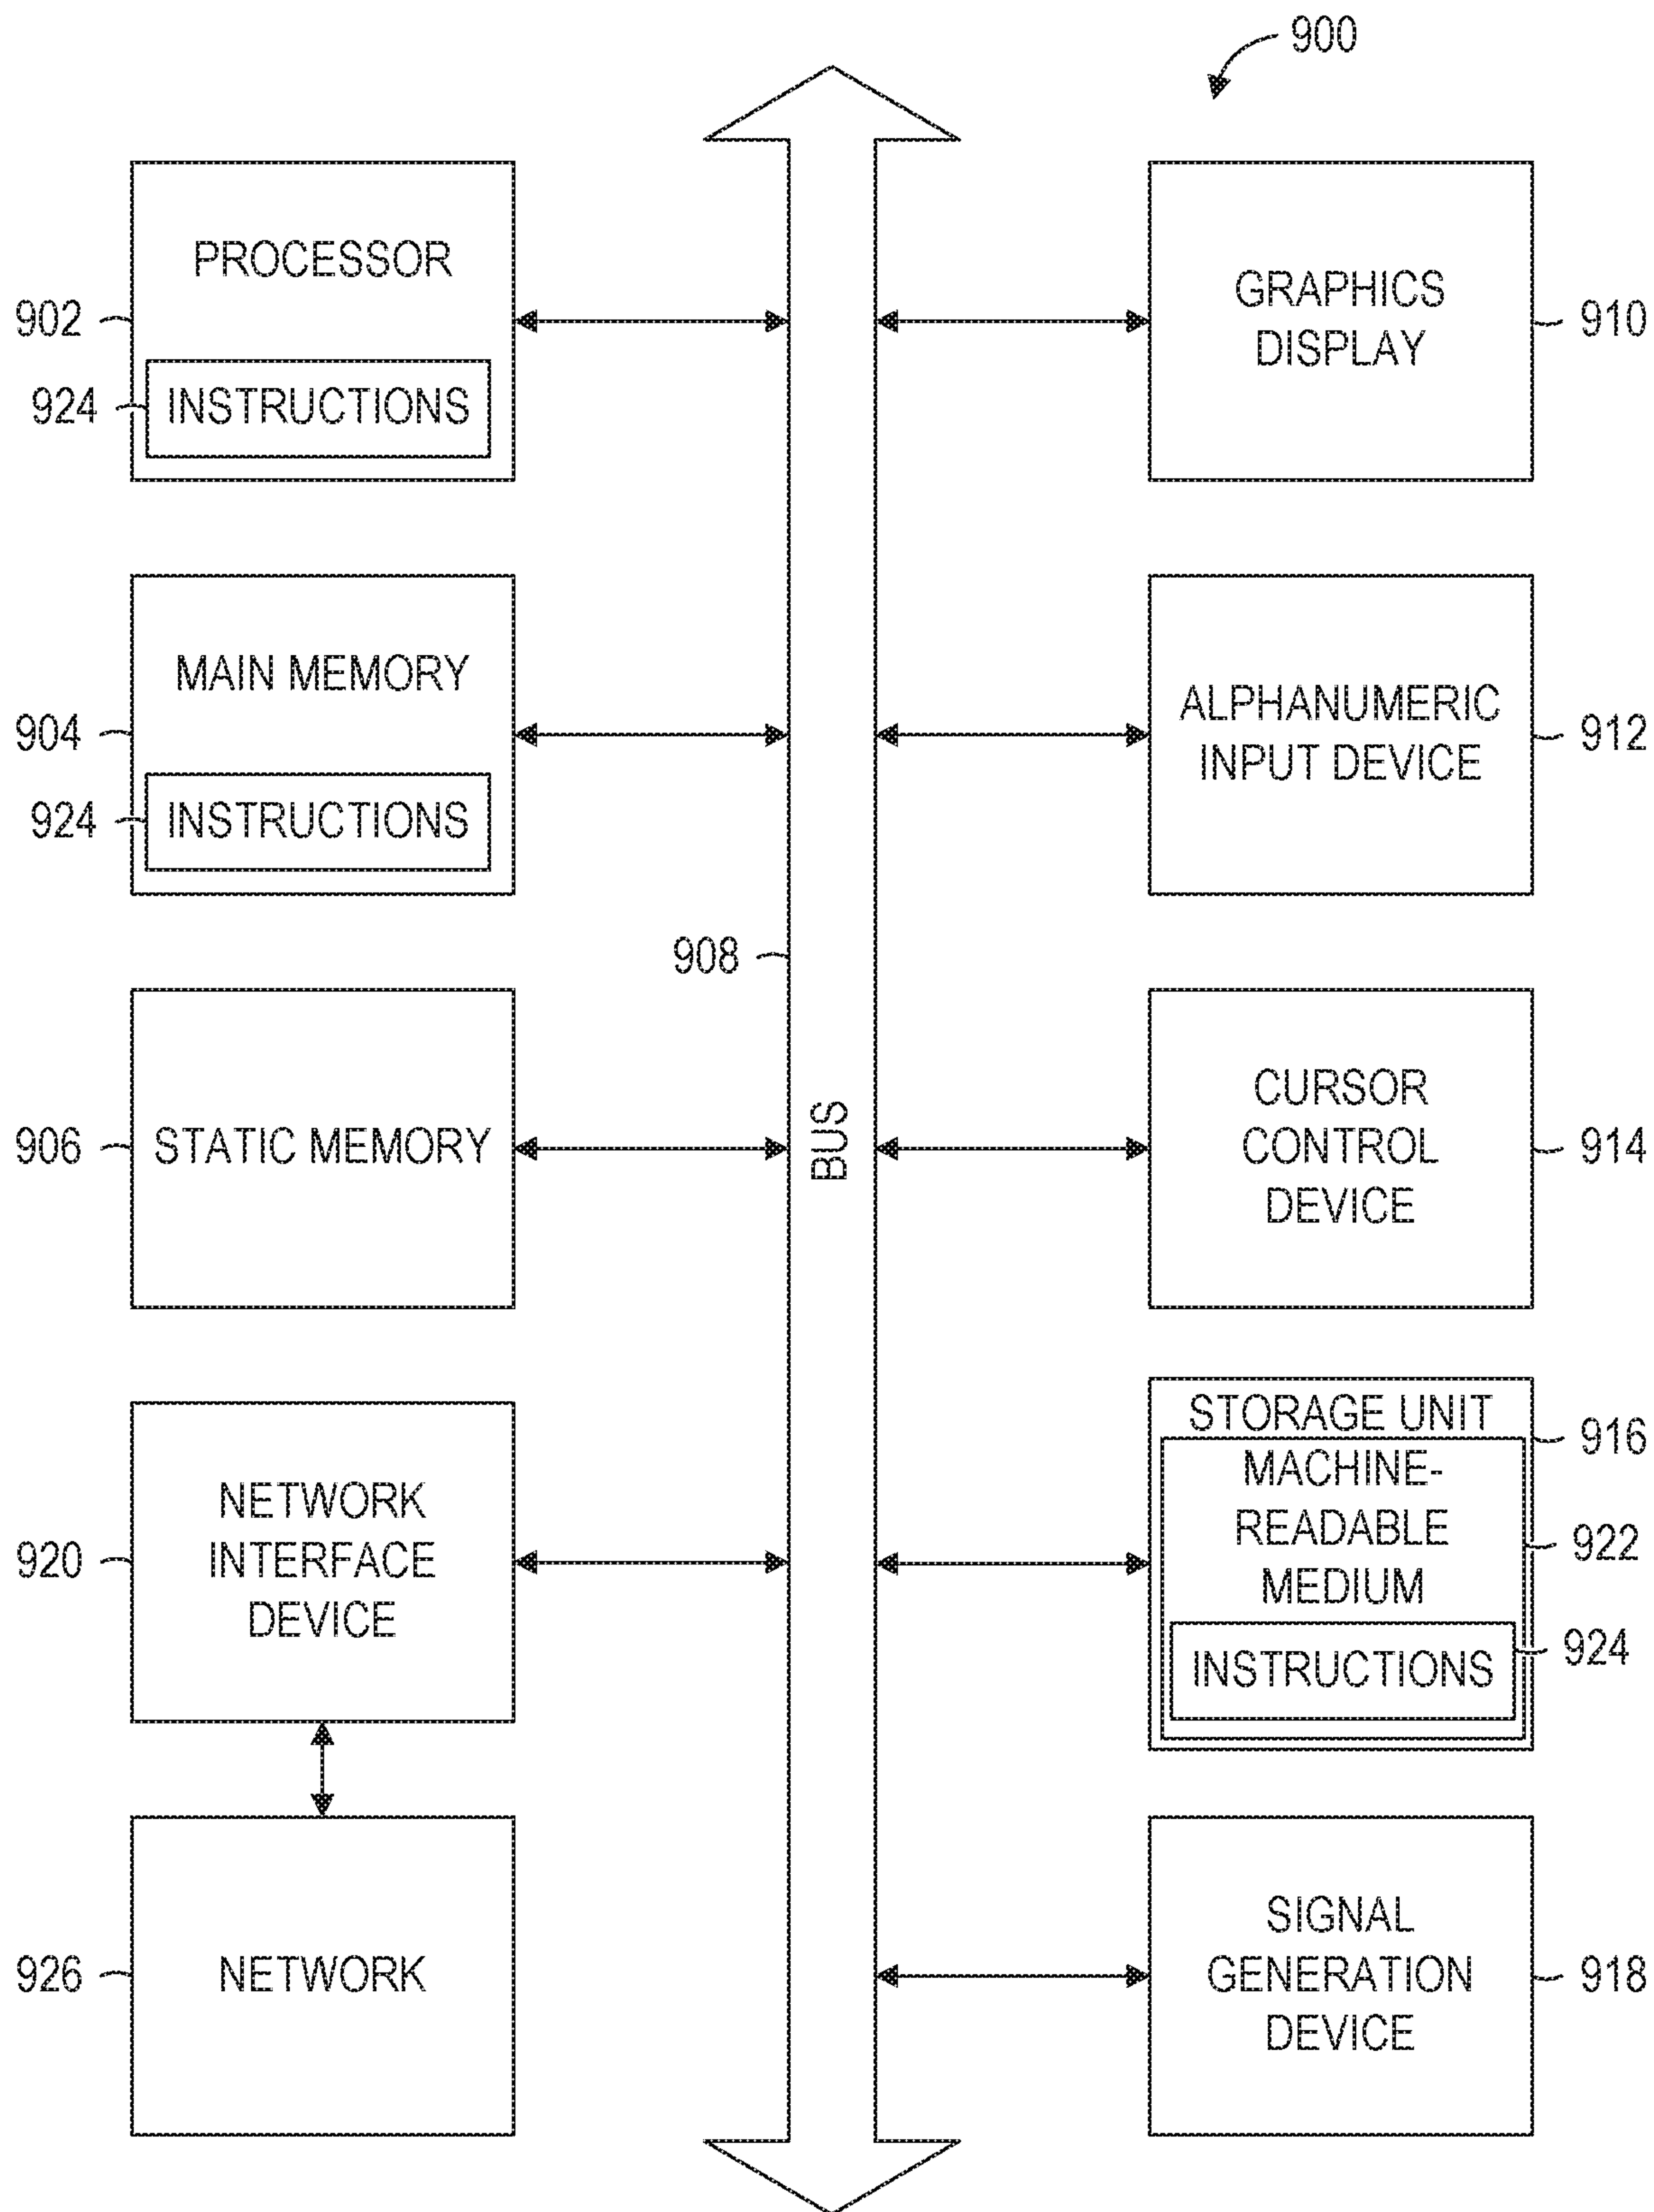 900
PROCESSOR
902
924
INSTRUCTIONS
MAIN MEMORY
904
924
INSTRUCTIONS
906
STATIC MEMORY
920
NETWORK
INTERFACE
DEVICE
926
NETWORK
908
BUS
GRAPHICS
DISPLAY
910
ALPHANUMERIC
INPUT DEVICE
912
CURSOR
CONTROL
DEVICE
914
STORAGE UNIT
916
MACHINE-
READABLE
MEDIUM
922
924
INSTRUCTIONS
SIGNAL
GENERATION
DEVICE
918